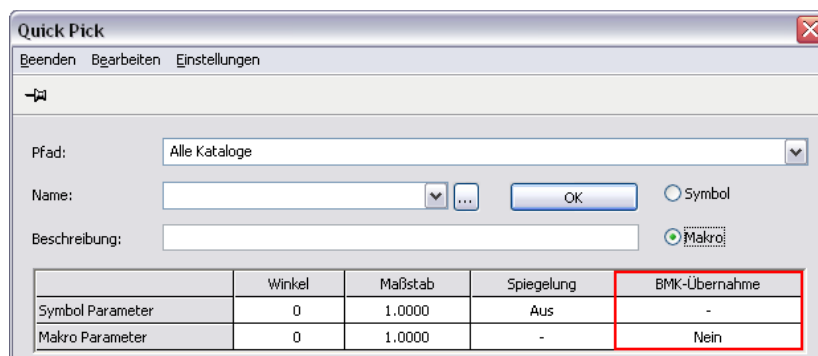 Quick Pick
Beenden Bearbeiten Einstellungen
Pfad: Alle Kataloge
Name: ... OK Symbol
Beschreibung: Makro
Winkel Maßstab Spiegelung BMK-Übernahme
Symbol Parameter 0 1.0000 Aus -
Makro Parameter 0 1.0000 - Nein